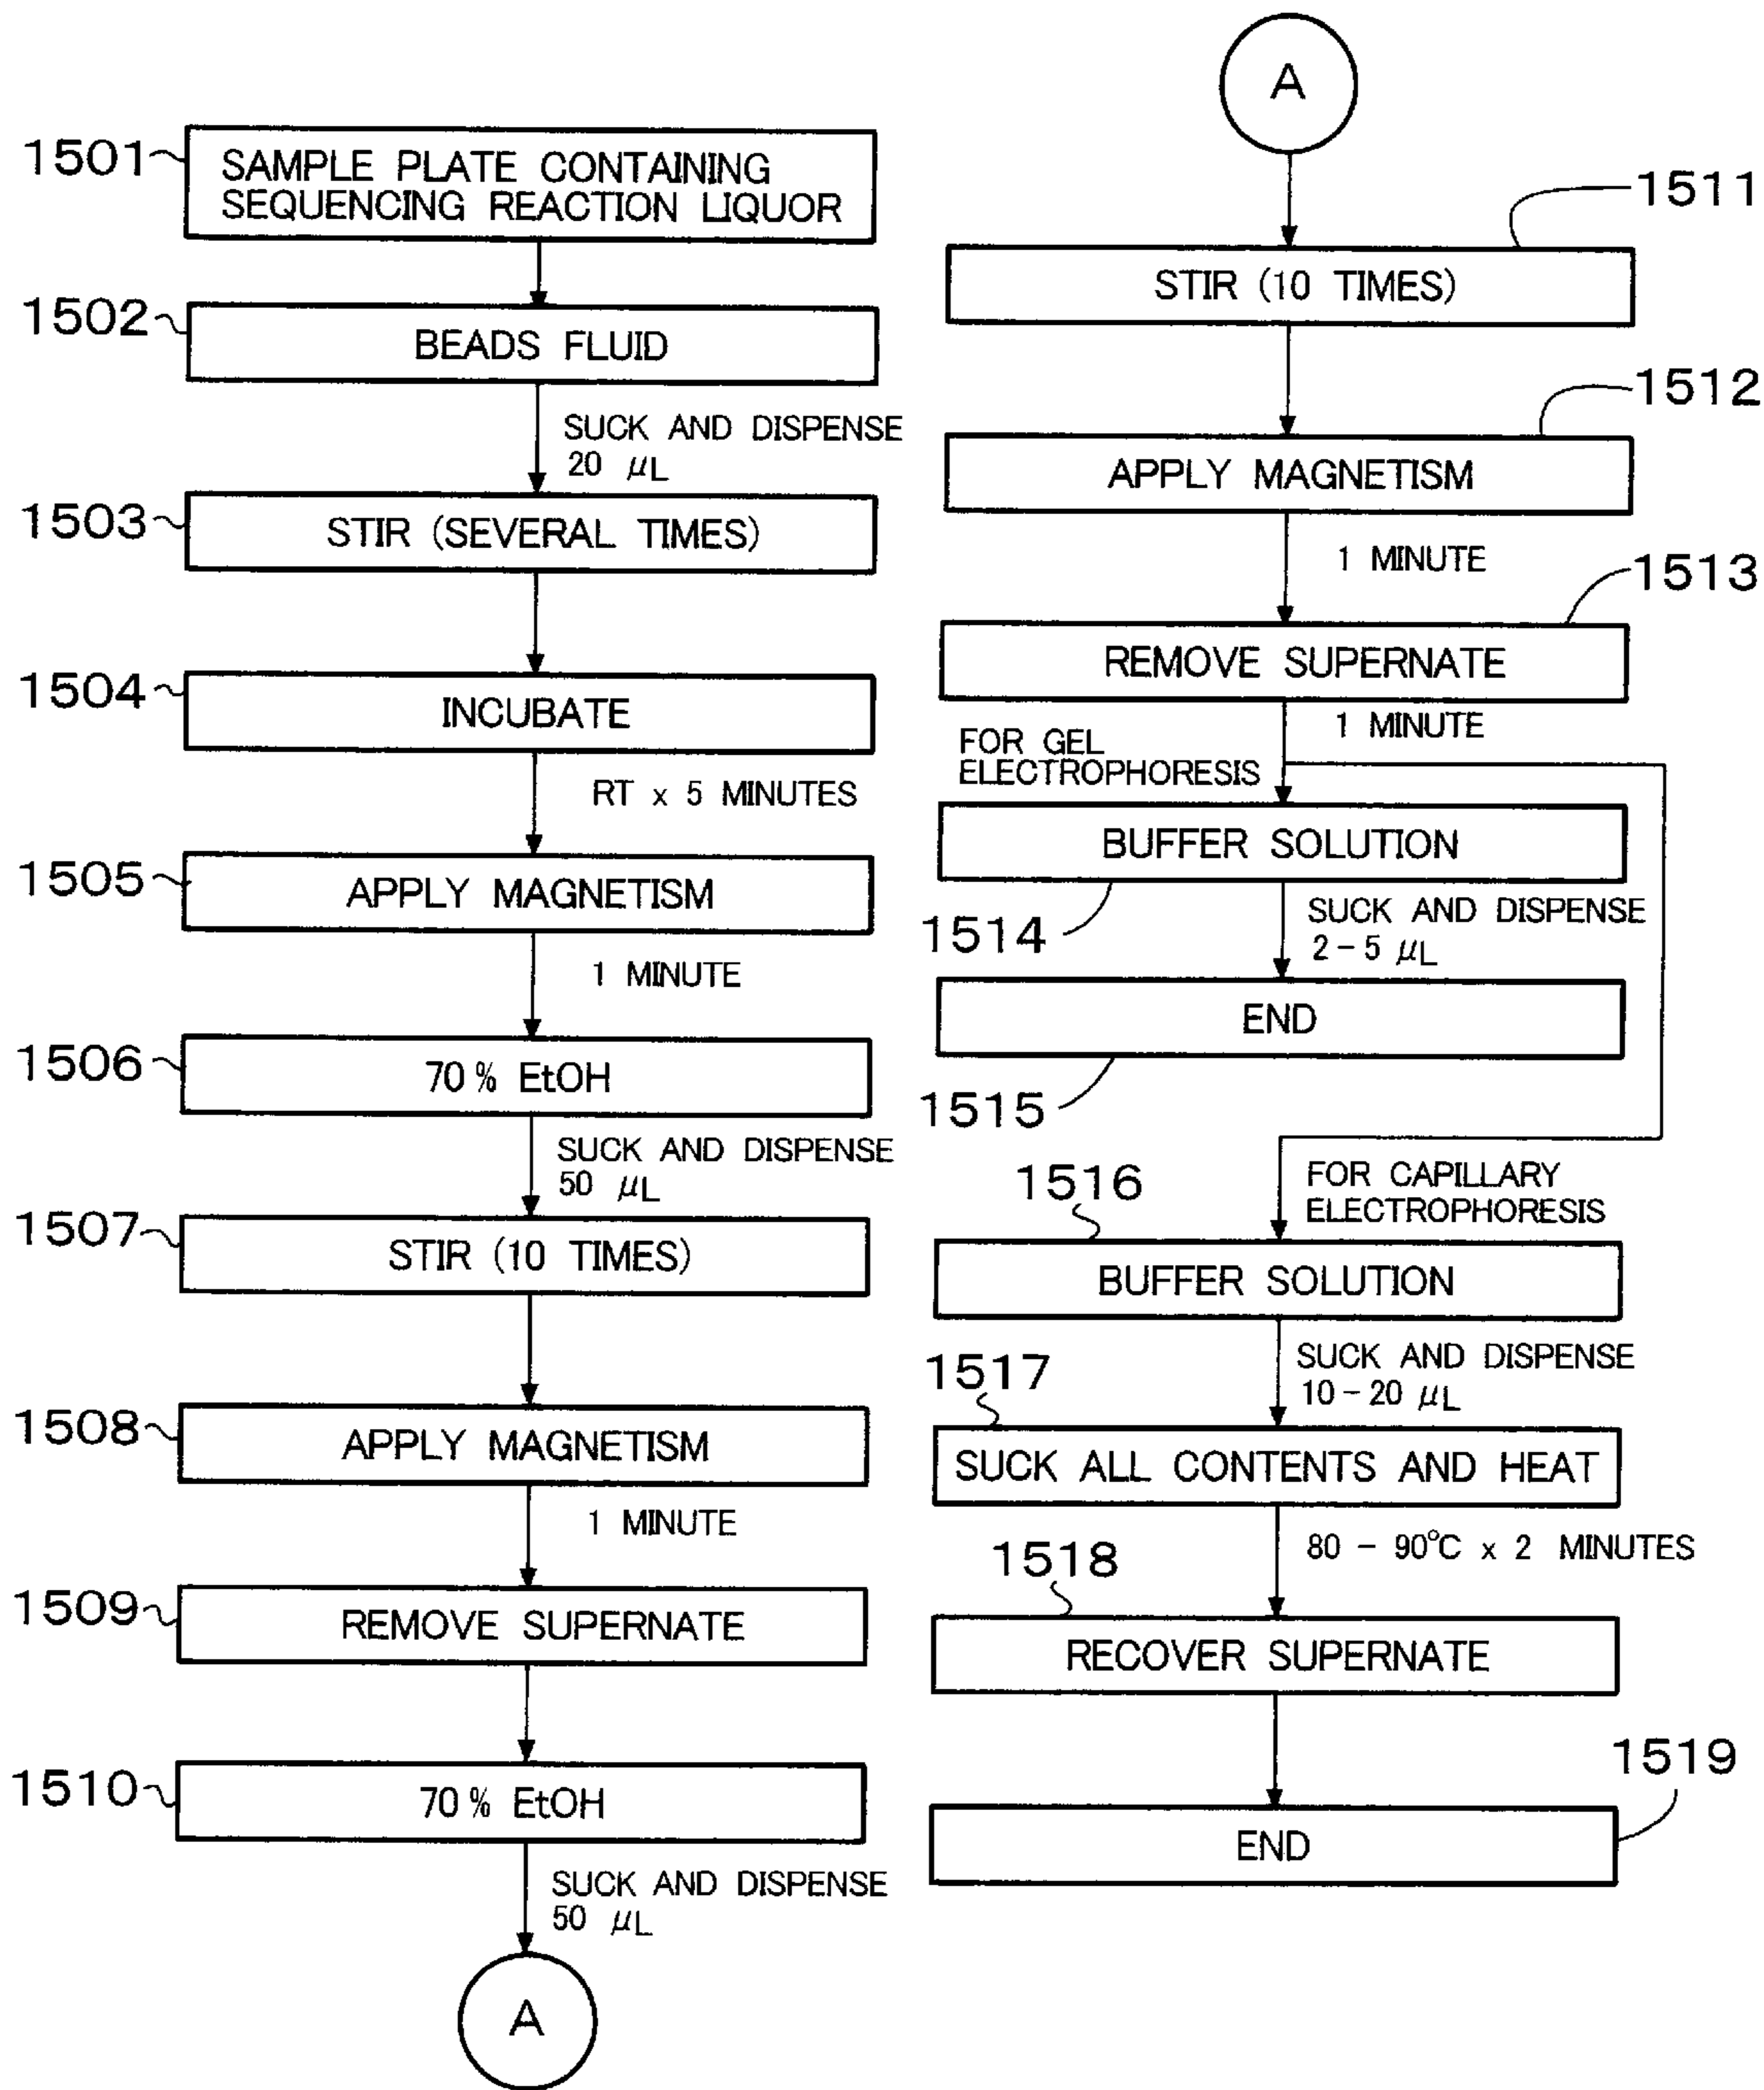 1501
SAMPLE PLATE CONTAINING
SEQUENCING REACTION LIQUOR
1502
BEADS FLUID
SUCK AND DISPENSE
20 μL
1503
STIR (SEVERAL TIMES)
1504
INCUBATE
RT x 5 MINUTES
1505
APPLY MAGNETISM
1 MINUTE
1506
70% EtOH
SUCK AND DISPENSE
50 μL
1507
STIR (10 TIMES)
1508
APPLY MAGNETISM
1 MINUTE
1509
REMOVE SUPERNATE
1510
70% EtOH
SUCK AND DISPENSE
50 μL
A
A
1511
STIR (10 TIMES)
1512
APPLY MAGNETISM
1 MINUTE
1513
REMOVE SUPERNATE
1 MINUTE
FOR GEL
ELECTROPHORESIS
BUFFER SOLUTION
1514
SUCK AND DISPENSE
2-5 μL
END
1515
FOR CAPILLARY
ELECTROPHORESIS
1516
BUFFER SOLUTION
SUCK AND DISPENSE
10-20 μL
1517
SUCK ALL CONTENTS AND HEAT
80 - 90°C x 2 MINUTES
1518
RECOVER SUPERNATE
1519
END